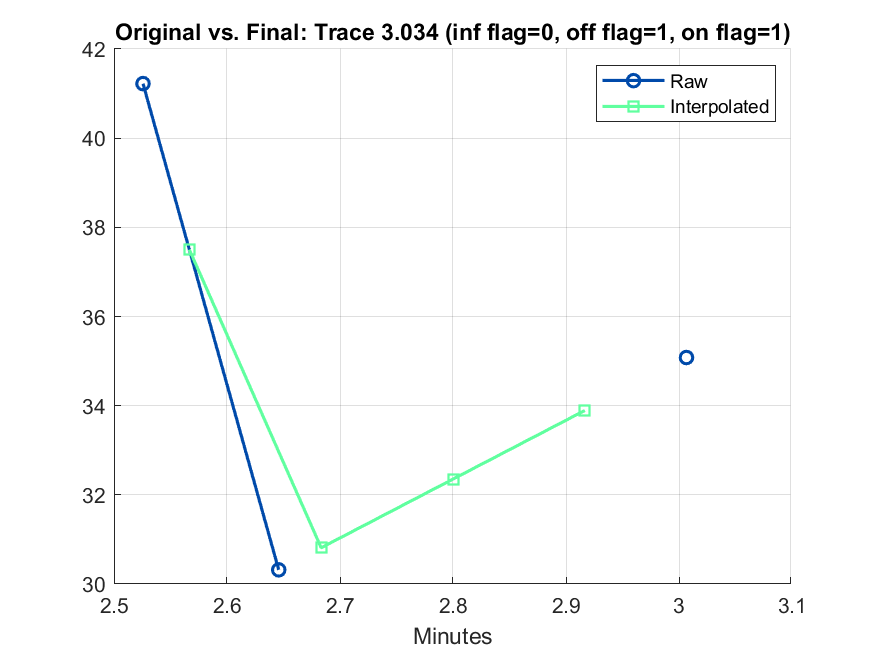 Original vs. Final: Trace 3.034 (inf flag=0, off flag=1, on flag=1)
Raw
Interpolated
42
40
38
36
34
32
30
2.5 2.6 2.7 2.8 2.9 3 3.1
Minutes